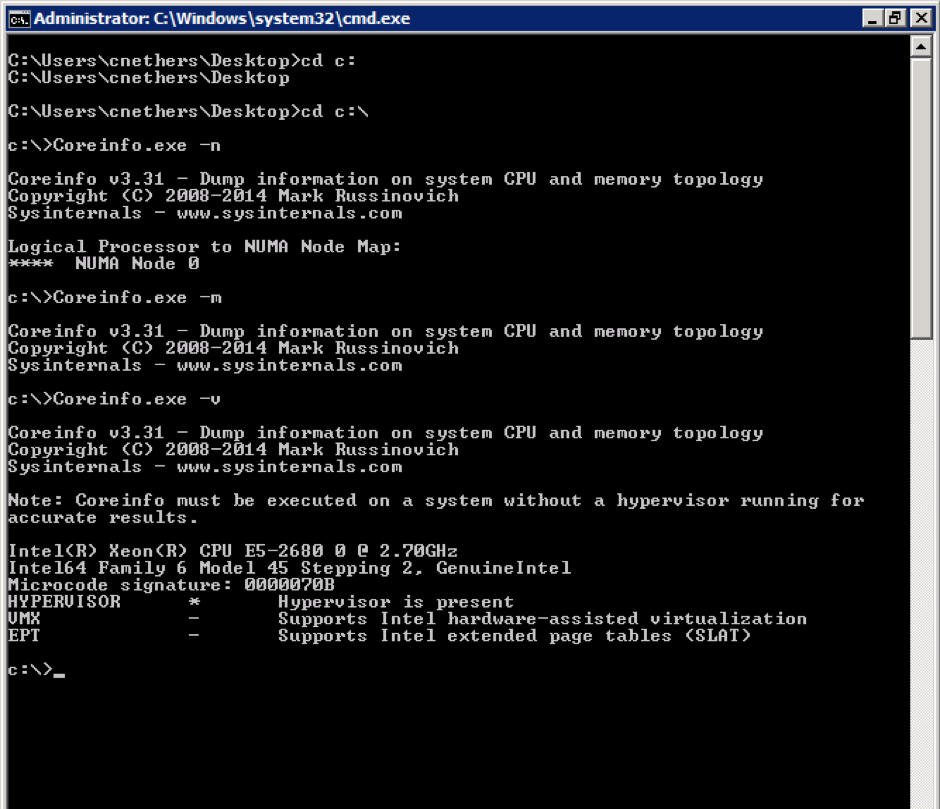 Administrator: C:\Windows\system32\cmd.exe
C:\Users\cnethers\Desktop>cd c:
C:\Users\cnethers\Desktop
C:\Users\cnethers\Desktop>cd c:\
c:\>Coreinfo.exe -n
Coreinfo v3.31 - Dump information on system CPU and memory topology
Copyright (C) 2008-2014 Mark Russinovich
Sysinternals - www.sysinternals.com
Logical Processor to NUMA Node Map:
****  NUMA Node 0
c:\>Coreinfo.exe -m
Coreinfo v3.31 - Dump information on system CPU and memory topology
Copyright (C) 2008-2014 Mark Russinovich
Sysinternals - www.sysinternals.com
c:\>Coreinfo.exe -v
Coreinfo v3.31 - Dump information on system CPU and memory topology
Copyright (C) 2008-2014 Mark Russinovich
Sysinternals - www.sysinternals.com
Note: Coreinfo must be executed on a system without a hypervisor running for
accurate results.
Intel(R) Xeon(R) CPU E5-2680 0 @ 2.70GHz
Intel64 Family 6 Model 45 Stepping 2, GenuineIntel
Microcode signature: 0000070B
HYPERVISOR      *       Hypervisor is present
VMX             -       Supports Intel hardware-assisted virtualization
EPT             -       Supports Intel extended page tables (SLAT)
c:\>_